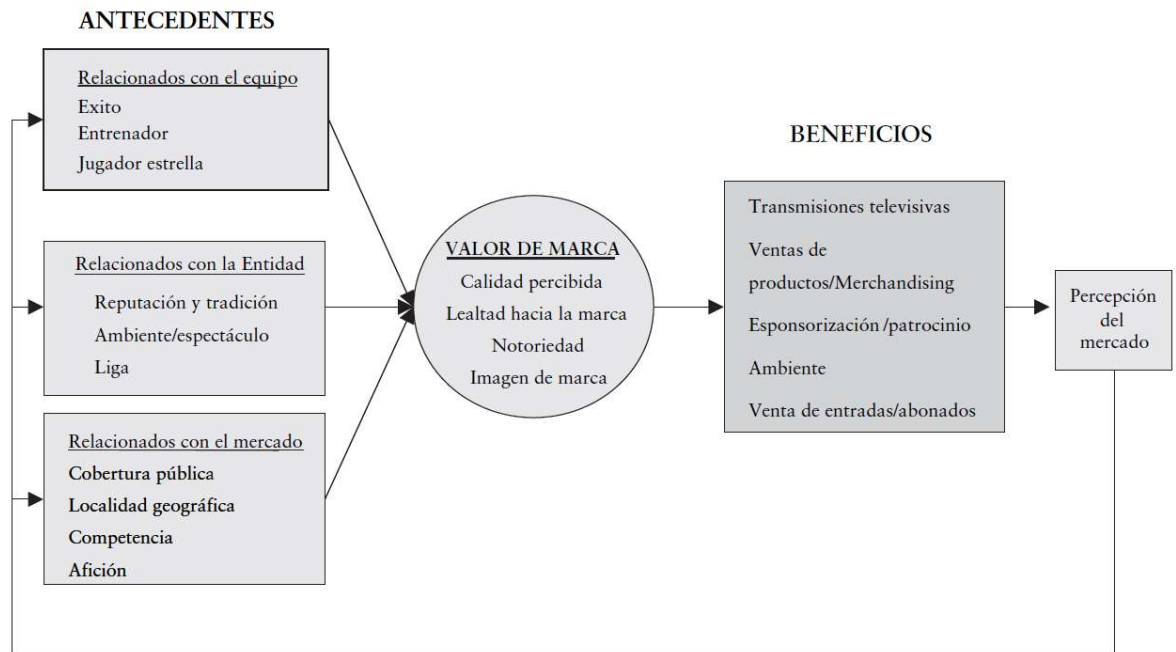 ANTECEDENTES
Relacionados con el equipo
Exito
Entrenador
Jugador estrella
Relacionados con la Entidad
Reputación y tradición
Ambiente/espectáculo
Liga
Relacionados con el mercado
Cobertura pública
Localidad geográfica
Competencia
Afición
VALOR DE MARCA
Calidad percibida
Lealtad hacia la marca
Notoriedad
Imagen de marca
BENEFICIOS
Transmisiones televisivas
Ventas de
productos/Merchandising
Esponsorización/patrocinio
Ambiente
Venta de entradas/abonados
Percepción
del
mercado